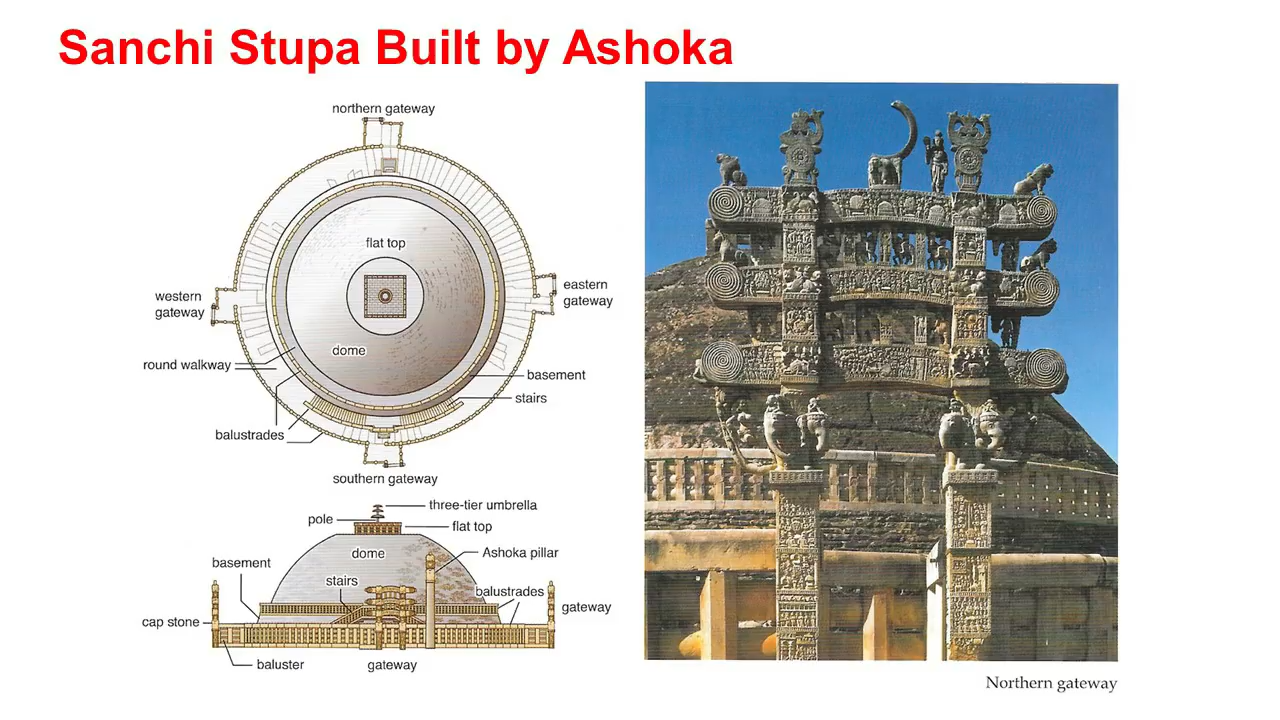 Sanchi Stupa Built by Ashoka
northern gateway
flat top
western
gateway
eastern
gateway
dome
round walkway
basement
stairs
balustrades
southern gateway
three-tier umbrella
pole
flat top
dome
Ashoka pillar
basement
stairs
balustrades
gateway
cap stone
baluster
gateway
Northern gateway